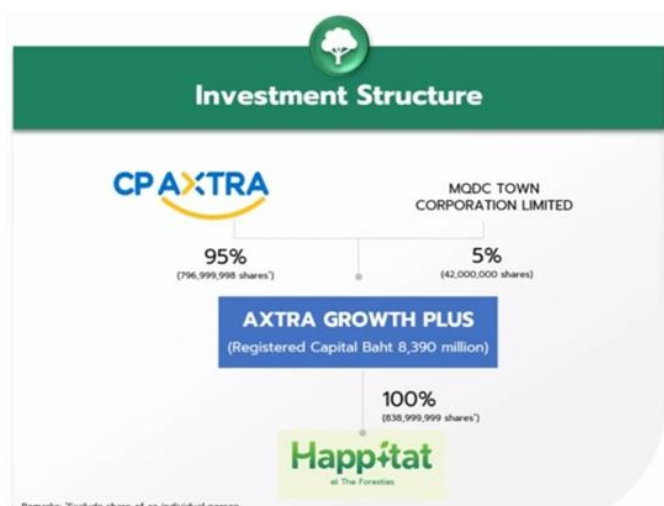 Investment Structure
CP AXTRA
MQDC TOWN
CORPORATION LIMITED
95%
(796,999,998 shares*)
5%
(42,000,000 shares)
AXTRA GROWTH PLUS
(Registered Capital Baht 8,390 million)
100%
(838,999,999 shares*)
Happitat
at The Foresties